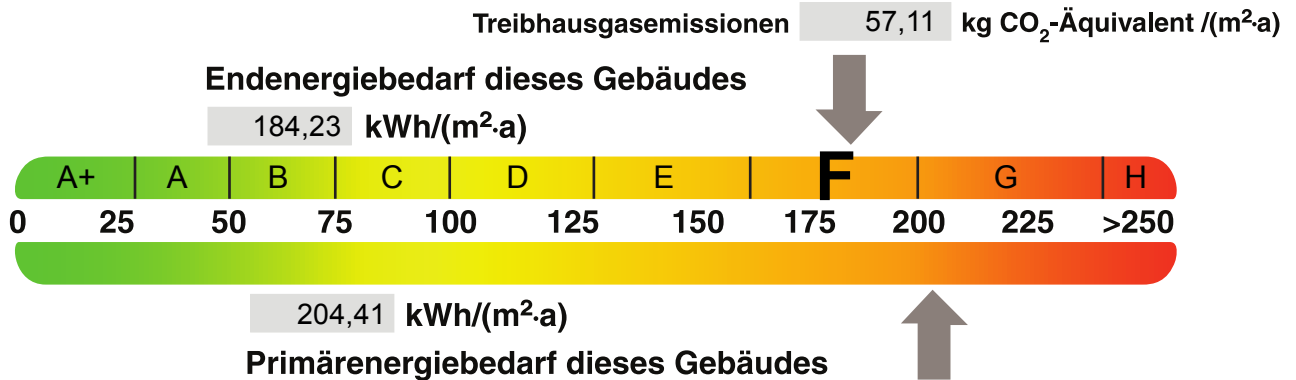 Treibhausgasemissionen 57,11 kg CO₂-Äquivalent /(m²·a)
Endenergiebedarf dieses Gebäudes
184,23 kWh/(m²·a)
A+ A B C D E F G H
0 25 50 75 100 125 150 175 200 225 >250
204,41 kWh/(m²·a)
Primärenergiebedarf dieses Gebäudes